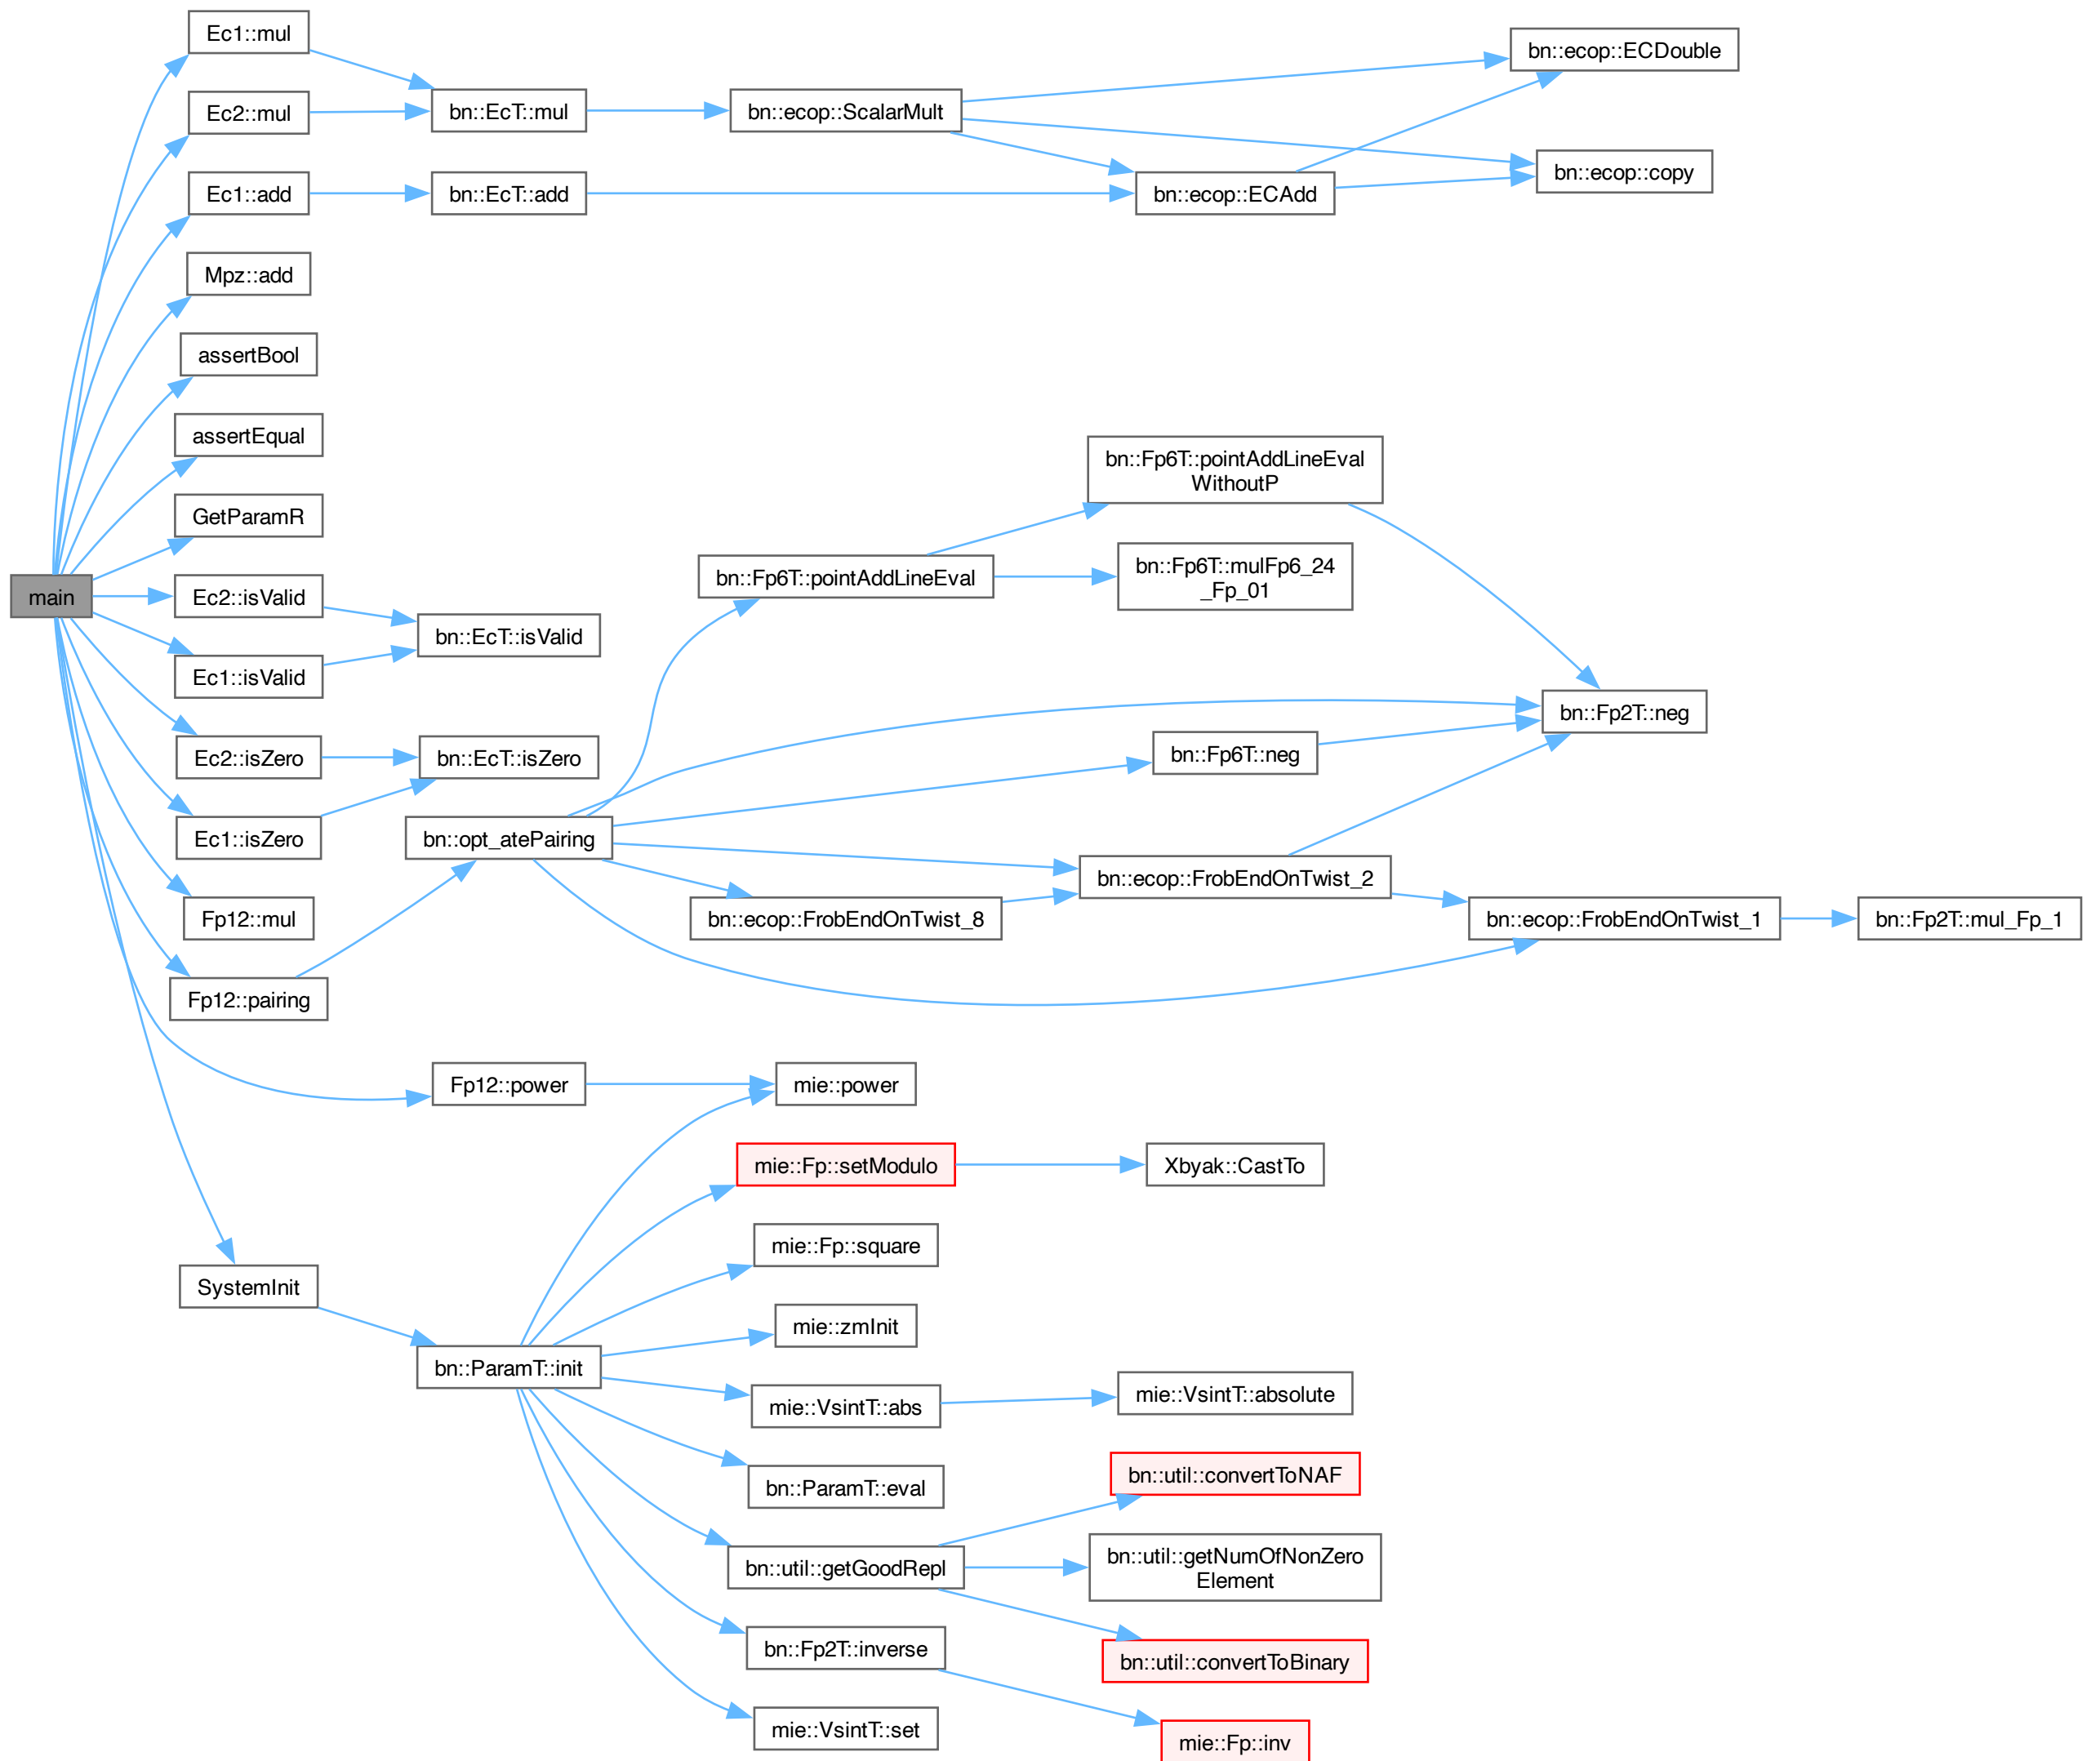 Ec1::mul
bn::ecop::ECDouble
Ec2::mul
bn::EcT::mul
bn::ecop::ScalarMult
bn::ecop::copy
Ec1::add
bn::EcT::add
bn::ecop::ECAdd
Mpz::add
assertBool
assertEqual
bn::Fp6T::pointAddLineEval
WithoutP
GetParamR
bn::Fp6T::pointAddLineEval
bn::Fp6T::mulFp6_24
_Fp_01
main
Ec2::isValid
bn::EcT::isValid
Ec1::isValid
bn::Fp2T::neg
Ec2::isZero
bn::EcT::isZero
bn::Fp6T::neg
Ec1::isZero
bn::opt_atePairing
bn::ecop::FrobEndOnTwist_2
Fp12::mul
bn::ecop::FrobEndOnTwist_8
bn::ecop::FrobEndOnTwist_1
bn::Fp2T::mul_Fp_1
Fp12::pairing
Fp12::power
mie::power
mie::Fp::setModulo
Xbyak::CastTo
mie::Fp::square
SystemInit
mie::zmInit
bn::ParamT::init
mie::VsintT::abs
mie::VsintT::absolute
bn::ParamT::eval
bn::util::convertToNAF
bn::util::getGoodRepl
bn::util::getNumOfNonZero
Element
bn::Fp2T::inverse
bn::util::convertToBinary
mie::VsintT::set
mie::Fp::inv